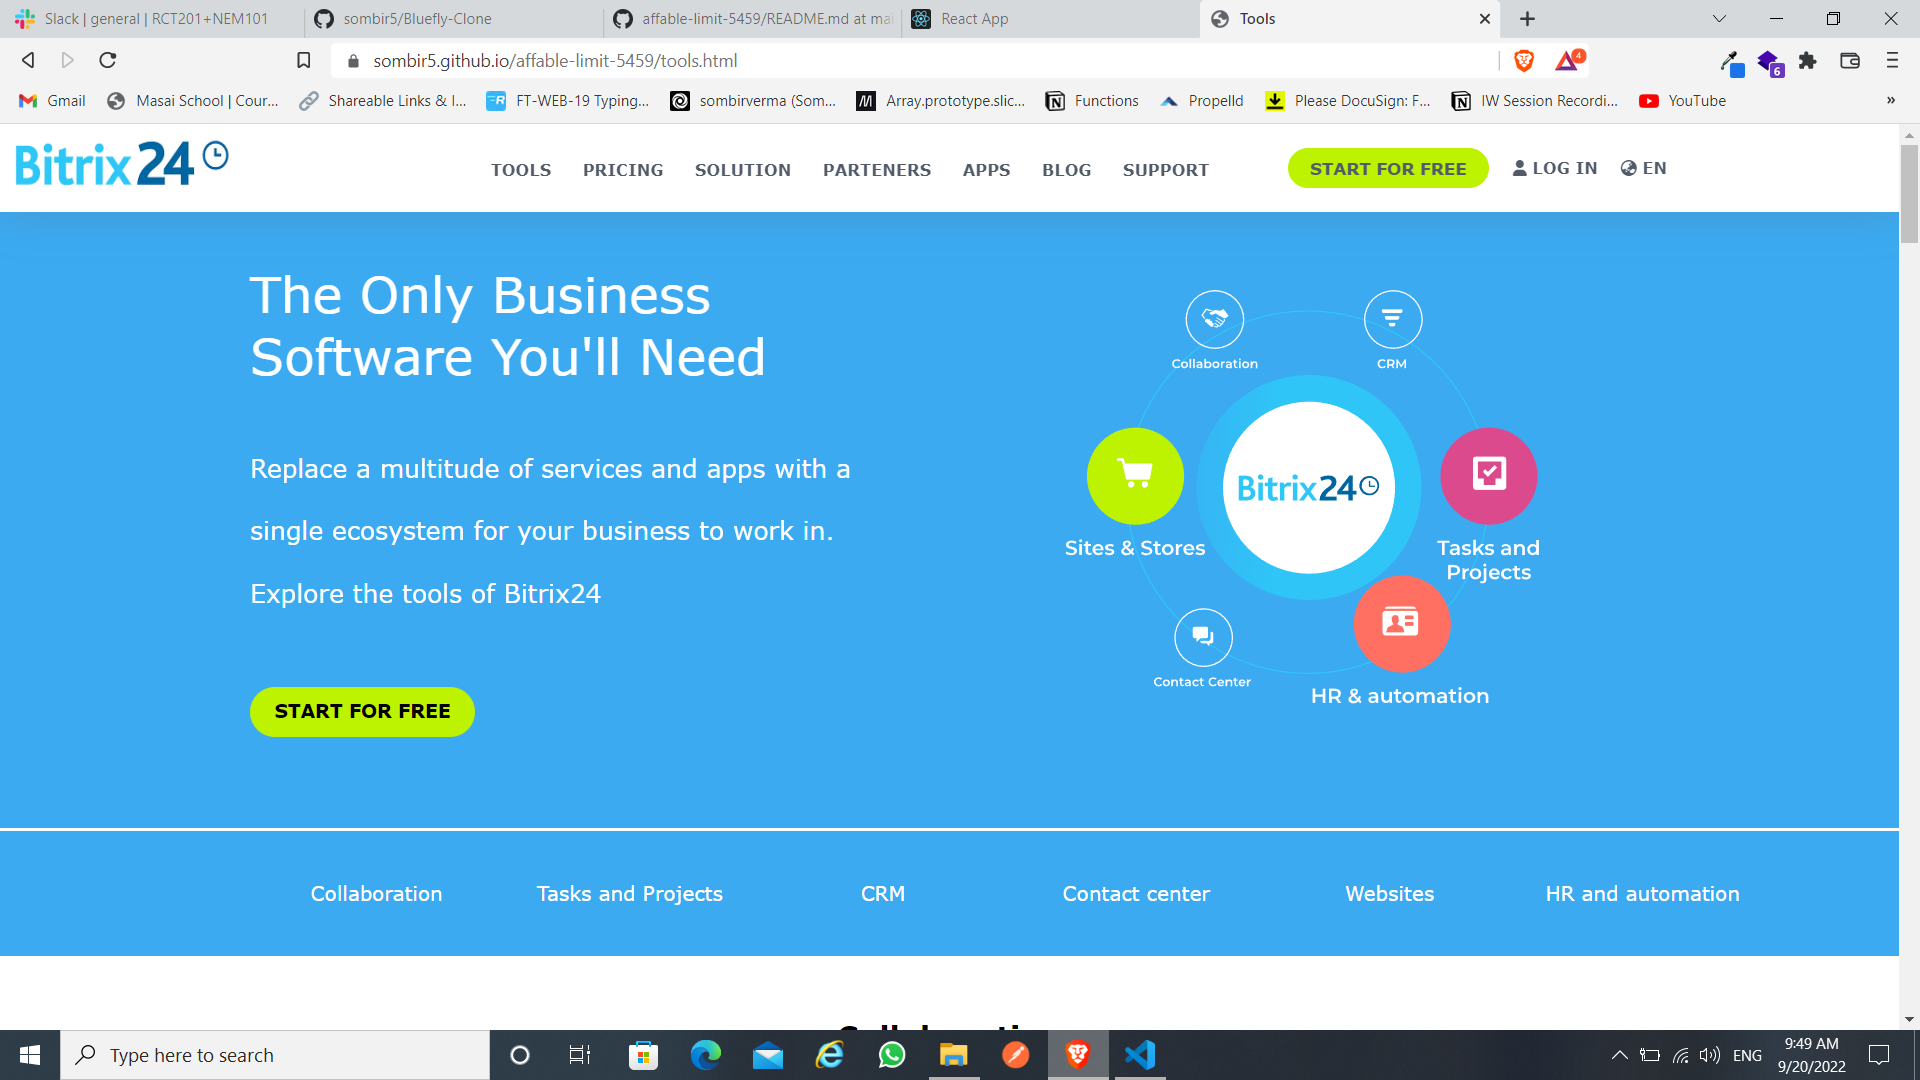 Slack | general | RCT201+NEM101
sombir5/Bluefly-Clone
affable-limit-5459/README.md at mai
React App
Tools
sombir5.github.io/affable-limit-5459/tools.html
4
6
Gmail
Masai School | Cour...
Shareable Links & I...
FT-WEB-19 Typing...
sombirverma (Som...
Array.prototype.slic...
Functions
Propelld
Please DocuSign: F...
IW Session Recordi...
YouTube
»
Bitrix24
TOOLS
PRICING
SOLUTION
PARTENERS
APPS
BLOG
SUPPORT
START FOR FREE
LOG IN
EN
The Only Business
Software You'll Need
Replace a multitude of services and apps with a
single ecosystem for your business to work in.
Explore the tools of Bitrix24
START FOR FREE
Collaboration
CRM
Bitrix24
Sites & Stores
Tasks and
Projects
Contact Center
HR & automation
Collaboration
Tasks and Projects
CRM
Contact center
Websites
HR and automation
Type here to search
ENG
9:49 AM
9/20/2022